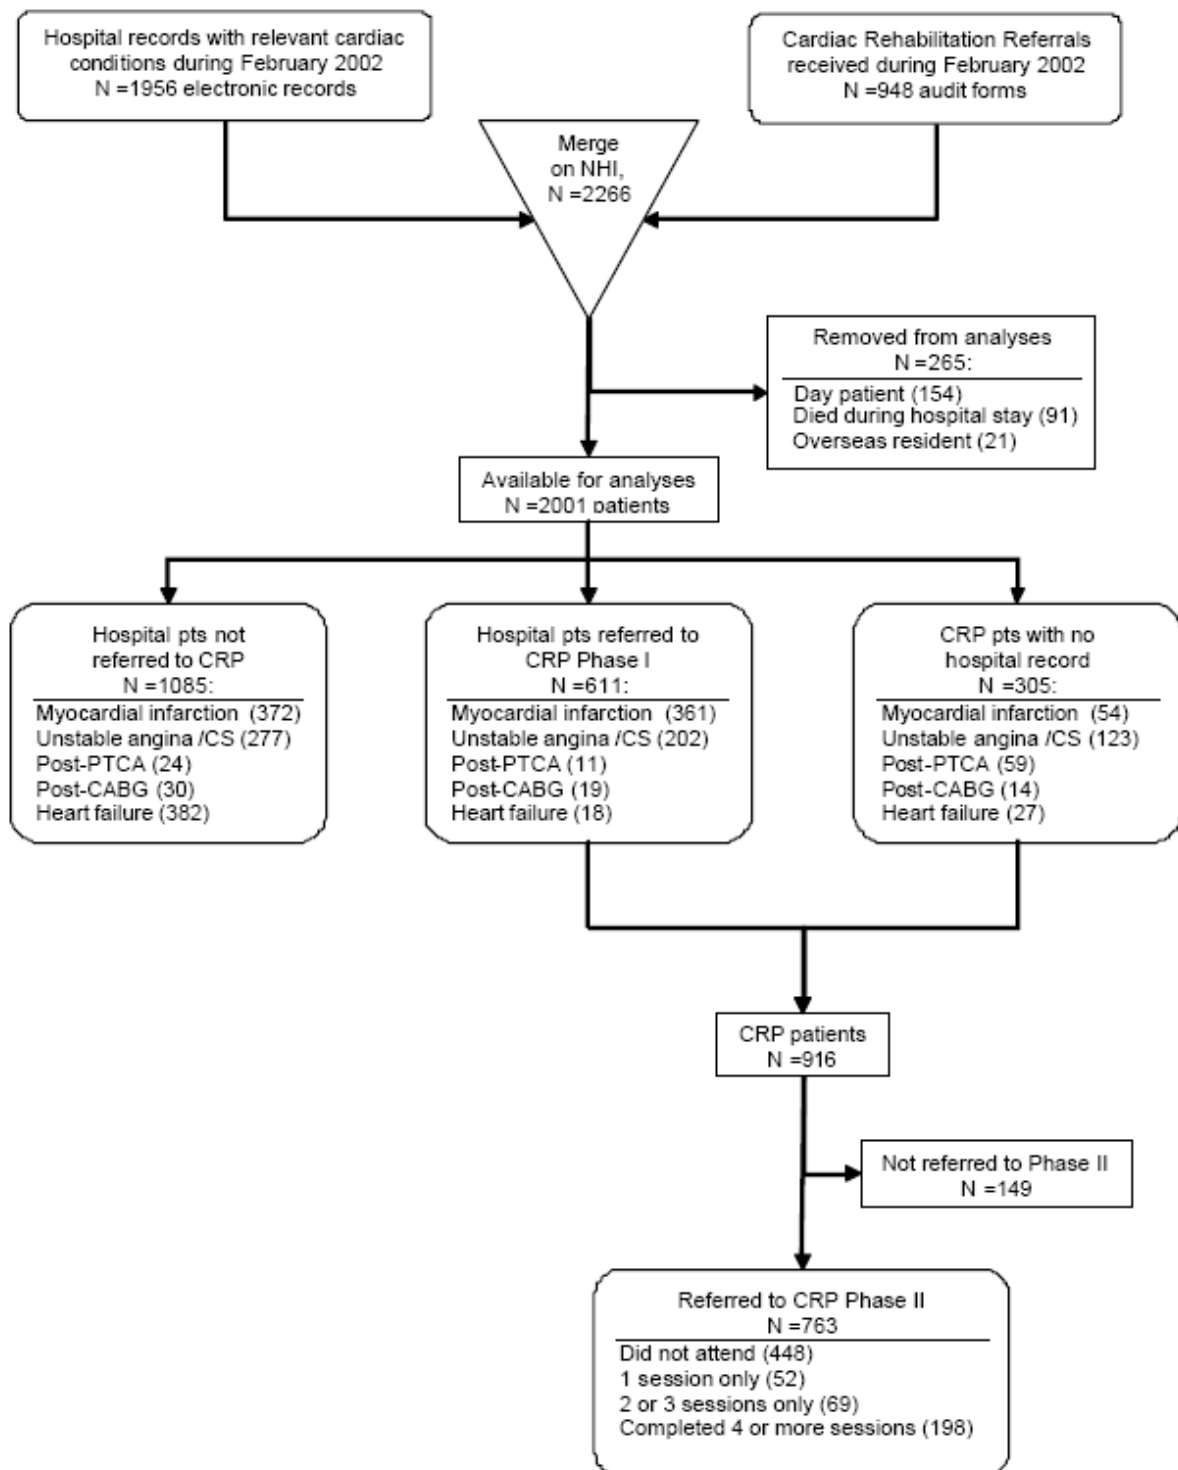 Hospital records with relevant cardiac
conditions during February 2002
N =1956 electronic records
Cardiac Rehabilitation Referrals
received during February 2002
N =948 audit forms
Merge
on NHI,
N =2266
Removed from analyses
N =265:
Day patient (154)
Died during hospital stay (91)
Overseas resident (21)
Available for analyses
N =2001 patients
Hospital pts not
referred to CRP
N =1085:
Myocardial infarction (372)
Unstable angina /CS (277)
Post-PTCA (24)
Post-CABG (30)
Heart failure (382)
Hospital pts referred to
CRP Phase I
N =611:
Myocardial infarction (361)
Unstable angina /CS (202)
Post-PTCA (11)
Post-CABG (19)
Heart failure (18)
CRP pts with no
hospital record
N =305:
Myocardial infarction (54)
Unstable angina /CS (123)
Post-PTCA (59)
Post-CABG (14)
Heart failure (27)
CRP patients
N =916
Not referred to Phase II
N =149
Referred to CRP Phase II
N =763
Did not attend (448)
1 session only (52)
2 or 3 sessions only (69)
Completed 4 or more sessions (198)